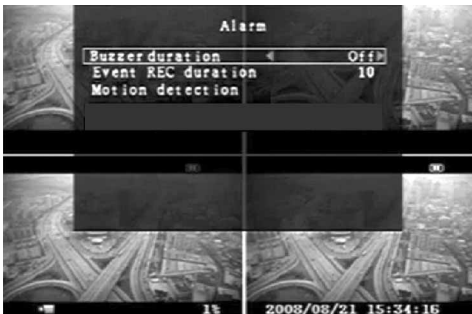 Alarm
Buzzer duration Off
Event REC duration 10
Motion detection
1% 2008/08/21 15:34:16